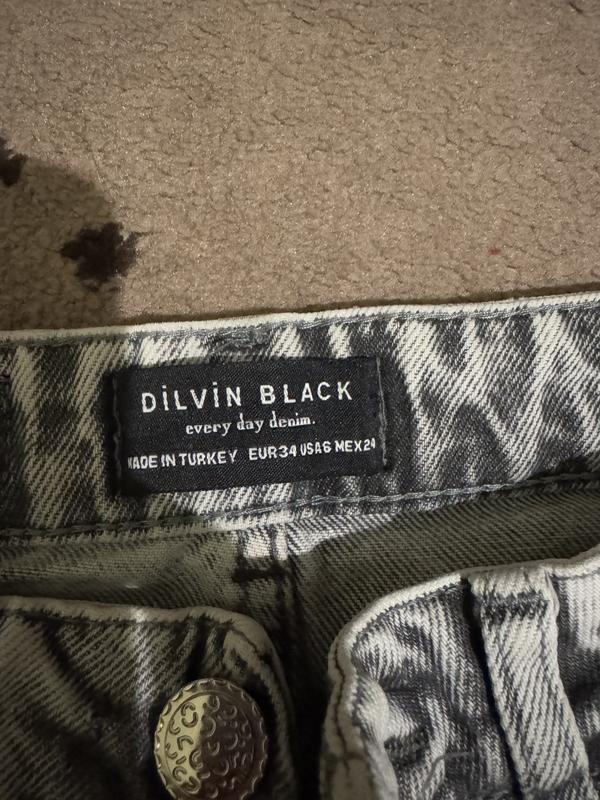 DİLVİN BLACK
every day denim.
MADE IN TURKEY EUR34 USA6 MEX24